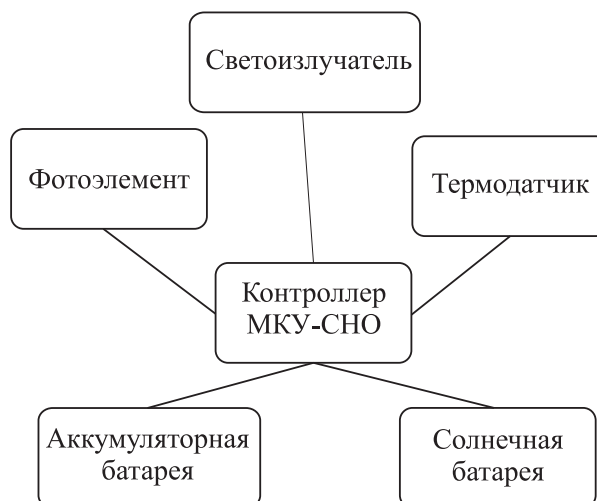 Светоизлучатель
Фотоэлемент
Термодатчик
Контроллер
МКУ-СНО
Аккумуляторная
батарея
Солнечная
батарея